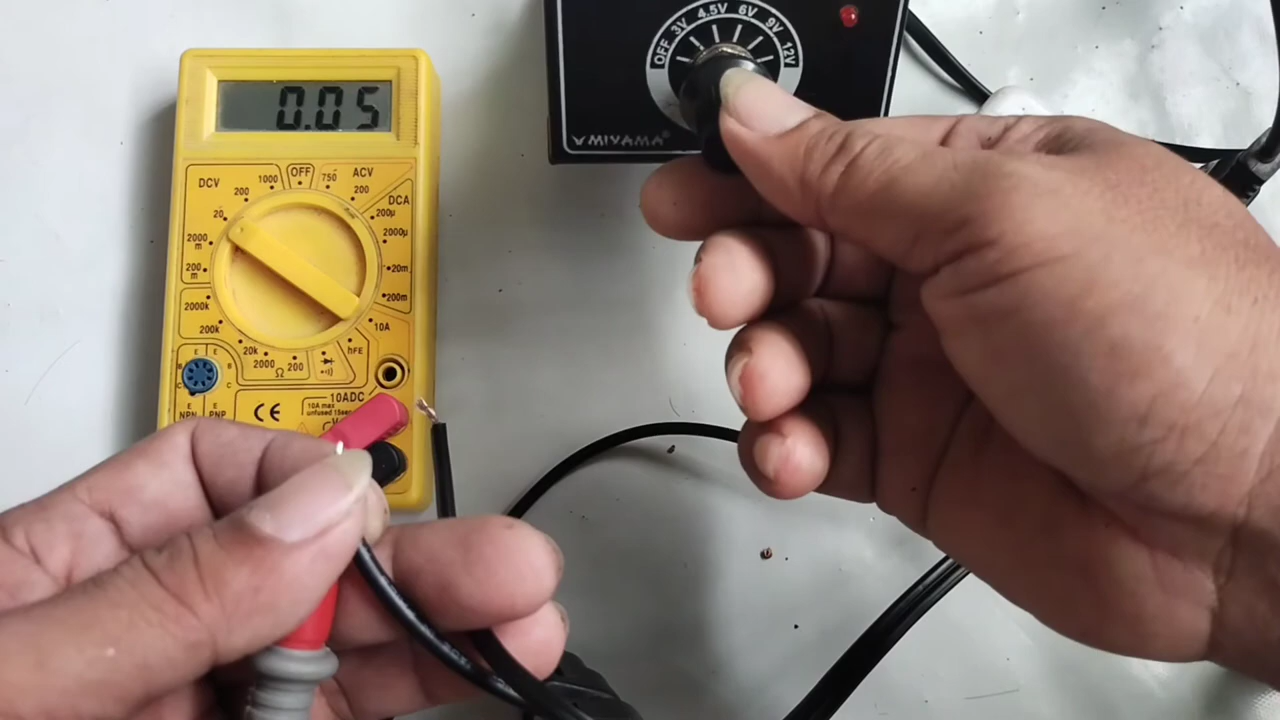 0.05
DCV
1000
OFF
750
ACV
200
200
DCA
20
200µ
2000
m
2000µ
200
m
20m
2000k
200m
200k
10A
20k
hFE
2000
200
Ω
E E
B B
C C
E E
NPN PNP
CE
10ADC
10A max
unfused 15sec
OFF 3V 4.5V 6V 9V 12V
MIYAMA®